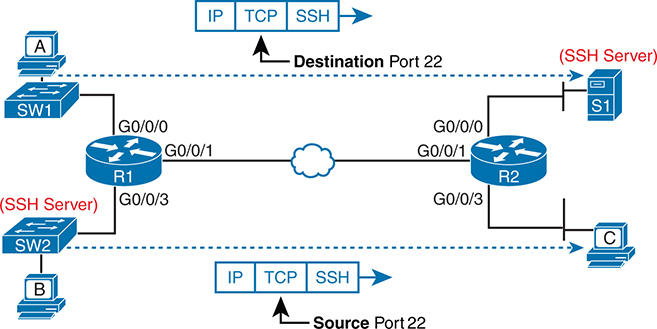 IP TCP SSH
Destination Port 22
A
(SSH Server)
SW1
S1
G0/0/0
G0/0/0
G0/0/1
G0/0/1
R1
R2
G0/0/3
G0/0/3
(SSH Server)
SW2
C
B
IP TCP SSH
Source Port 22